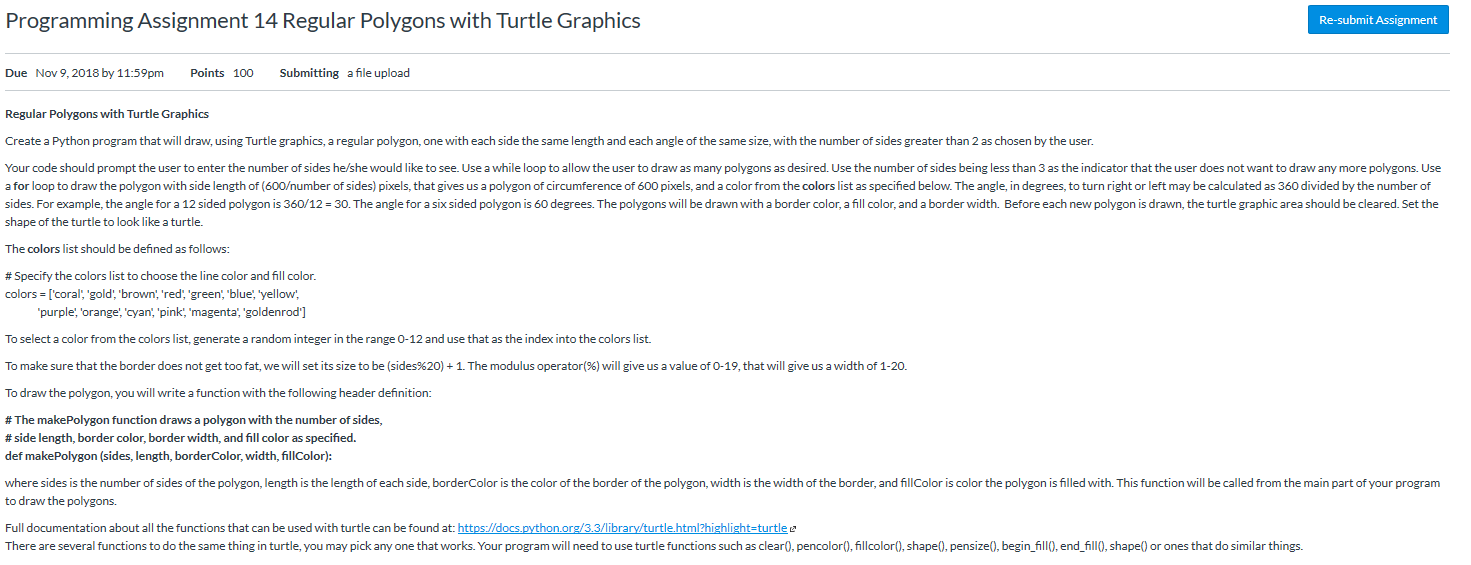 Programming Assignment 14 Regular Polygons with Turtle Graphics
Re-submit Assignment
Due Nov 9, 2018 by 11:59pm Points 100 Submitting a file upload
Regular Polygons with Turtle Graphics
Create a Python program that will draw, using Turtle graphics, a regular polygon, one with each side the same length and each angle of the same size, with the number of sides greater than 2 as chosen by the user.
Your code should prompt the user to enter the number of sides he/she would like to see. Use a while loop to allow the user to draw as many polygons as desired. Use the number of sides being less than 3 as the indicator that the user does not want to draw any more polygons. Use
a for loop to draw the polygon with side length of (600/number of sides) pixels, that gives us a polygon of circumference of 600 pixels, and a color from the colors list as specified below. The angle, in degrees, to turn right or left may be calculated as 360 divided by the number of
sides. For example, the angle for a 12 sided polygon is 360/12 = 30. The angle for a six sided polygon is 60 degrees. The polygons will be drawn with a border color, a fill color, and a border width. Before each new polygon is drawn, the turtle graphic area should be cleared. Set the
shape of the turtle to look like a turtle.
The colors list should be defined as follows:
# Specify the colors list to choose the line color and fill color.
colors = ['coral', 'gold', 'brown', 'red', 'green', 'blue', 'yellow',
'purple', 'orange', 'cyan', 'pink', 'magenta', 'goldenrod']
To select a color from the colors list, generate a random integer in the range 0-12 and use that as the index into the colors list.
To make sure that the border does not get too fat, we will set its size to be (sides%20) + 1. The modulus operator(%) will give us a value of 0-19, that will give us a width of 1-20.
To draw the polygon, you will write a function with the following header definition:
# The makePolygon function draws a polygon with the number of sides,
# side length, border color, border width, and fill color as specified.
def makePolygon (sides, length, borderColor, width, fillColor):
where sides is the number of sides of the polygon, length is the length of each side, borderColor is the color of the border of the polygon, width is the width of the border, and fillColor is color the polygon is filled with. This function will be called from the main part of your program
to draw the polygons.
Full documentation about all the functions that can be used with turtle can be found at: https://docs.python.org/3.3/library/turtle.html?highlight=turtle
There are several functions to do the same thing in turtle, you may pick any one that works. Your program will need to use turtle functions such as clear(), pencolor(), fillcolor(), shape(), pensize(), begin_fill(), end_fill(), shape() or ones that do similar things.